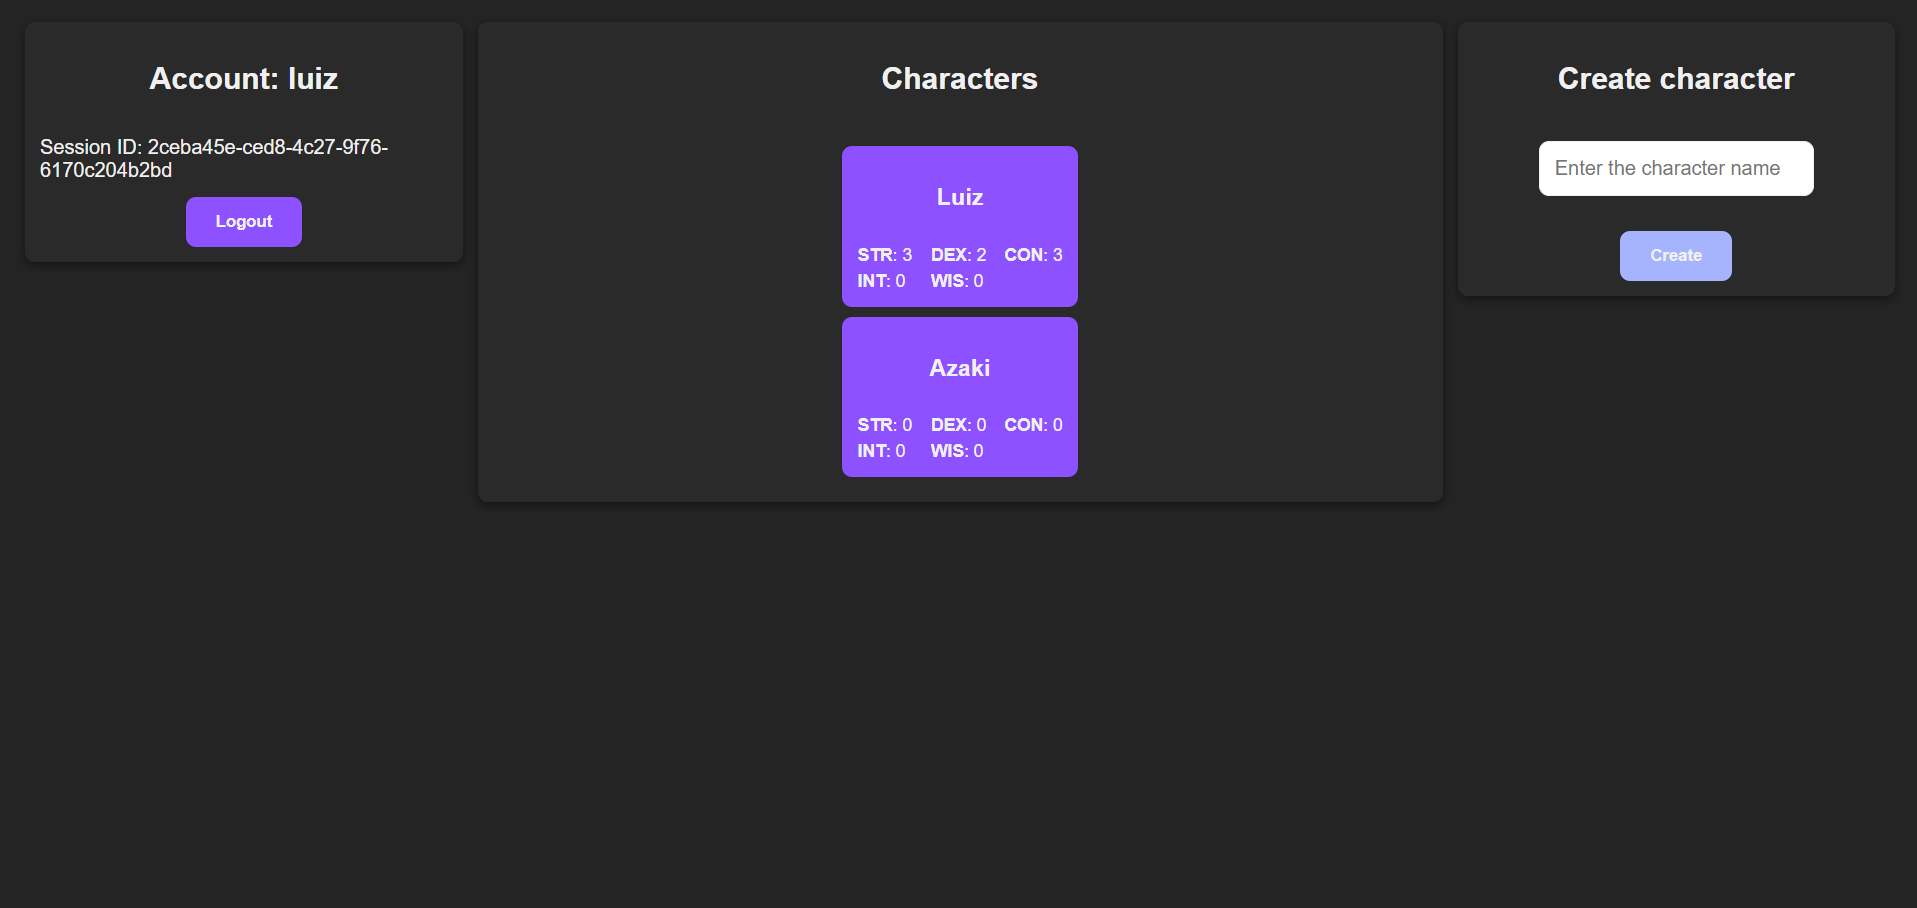 Account: luiz
Session ID: 2ceba45e-ced8-4c27-9f76-
6170c204b2bd
Logout
Characters
Luiz
STR: 3 DEX: 2 CON: 3
INT: 0 WIS: 0
Azaki
STR: 0 DEX: 0 CON: 0
INT: 0 WIS: 0
Create character
Enter the character name
Create